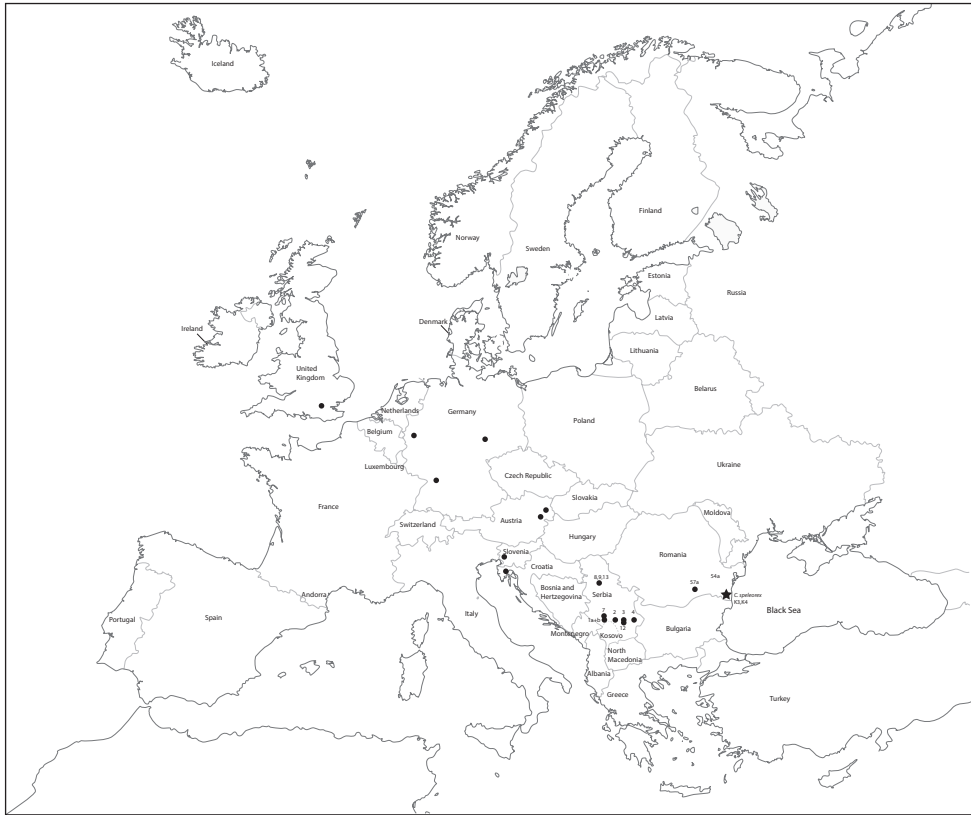 Iceland
Norway
Sweden
Finland
Estonia
Russia
Latvia
Denmark
Ireland
Lithuania
United
Kingdom
Belarus
Netherlands
Germany
Poland
Belgium
Luxembourg
Czech Republic
Ukraine
Slovakia
France
Switzerland
Austria
Moldova
Hungary
Slovenia
Romania
Croatia
8,9,13
57a
54a
Andorra
Bosnia and
Hertzegovina
Serbia
C. speleorex
K3,K4
Black Sea
Portugal
Spain
Italy
7
1a+b
2
3
4
12
Montenegro
Kosovo
Bulgaria
North
Macedonia
Albania
Greece
Turkey